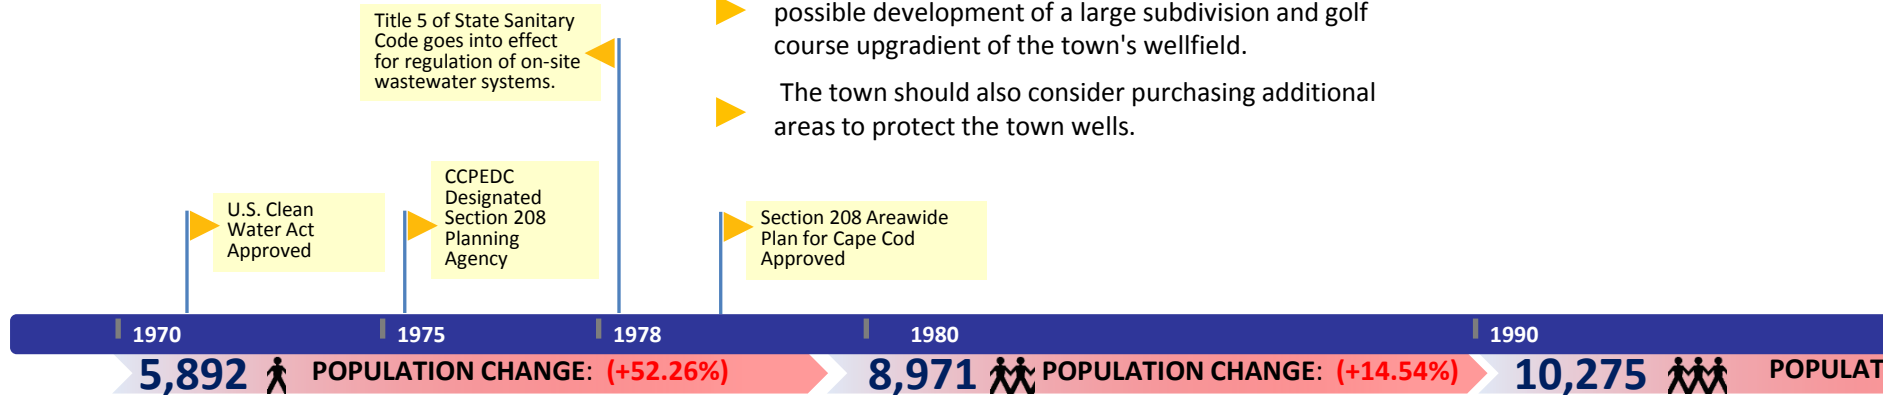 Title 5 of State Sanitary
Code goes into effect
for regulation of on-site
wastewater systems.
possible development of a large subdivision and golf
course upgradient of the town's wellfield.
The town should also consider purchasing additional
areas to protect the town wells.
U.S. Clean
Water Act
Approved
CCPEDC
Designated
Section 208
Planning
Agency
Section 208 Areawide
Plan for Cape Cod
Approved
1970
1975
1978
1980
1990
5,892 POPULATION CHANGE: (+52.26%)
8,971 POPULATION CHANGE: (+14.54%)
10,275 POPULAT